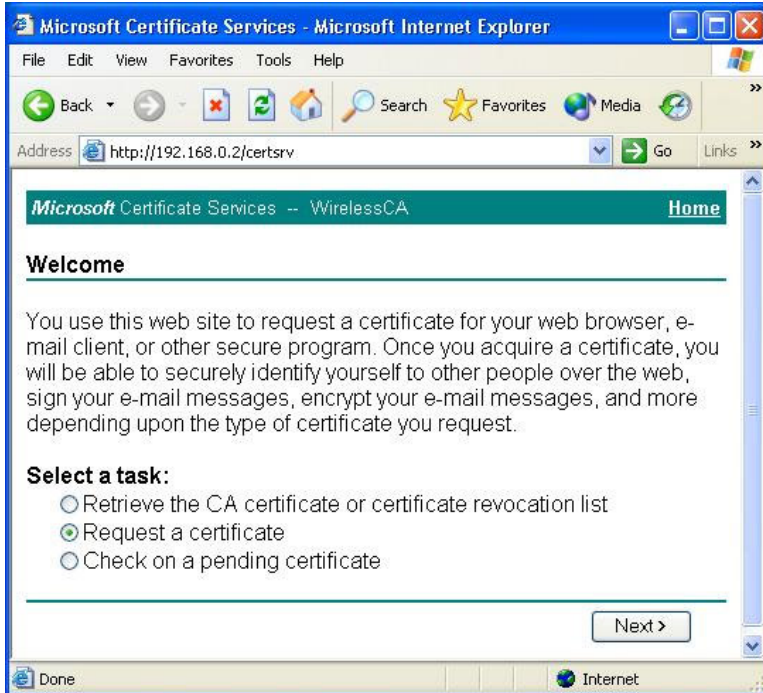 Microsoft Certificate Services - Microsoft Internet Explorer
File Edit View Favorites Tools Help
Back Search Favorites Media »
Address http://192.168.0.2/certsrv Go Links »
Microsoft Certificate Services -- WirelessCA Home
Welcome
You use this web site to request a certificate for your web browser, e-
mail client, or other secure program. Once you acquire a certificate, you
will be able to securely identify yourself to other people over the web,
sign your e-mail messages, encrypt your e-mail messages, and more
depending upon the type of certificate you request.
Select a task:
Retrieve the CA certificate or certificate revocation list
Request a certificate
Check on a pending certificate
Next >
Done Internet